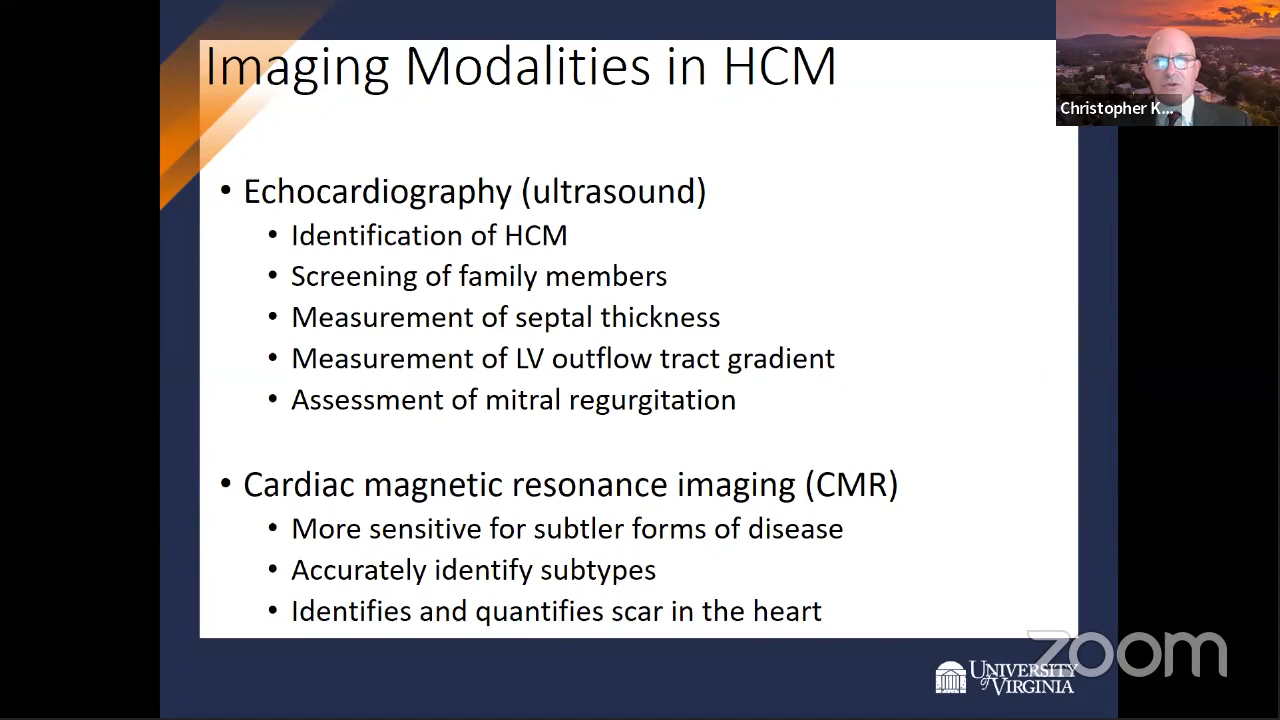 Imaging Modalities in HCM
Christopher K...
• Echocardiography (ultrasound)
• Identification of HCM
• Screening of family members
• Measurement of septal thickness
• Measurement of LV outflow tract gradient
• Assessment of mitral regurgitation
• Cardiac magnetic resonance imaging (CMR)
• More sensitive for subtler forms of disease
• Accurately identify subtypes
• Identifies and quantifies scar in the heart
zoom
UNIVERSITY
of VIRGINIA